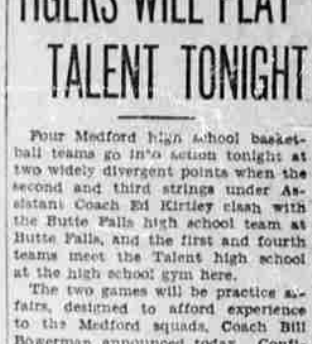 TIGERS WILL PLAY
TALENT TONIGHT
Four Medford high school basket-
ball teams go into action tonight at
two widely divergent points when the
second and third strings under As-
sistant Coach Ed Kirtley clash with
the Butte Falls high school team at
Butte Falls, and the first and fourth
teams meet the Talent high school
at the high school gym here.
The two games will be practice af-
fairs, designed to afford experience
to the Medford squads, Coach Bill
Bowerman announced today.